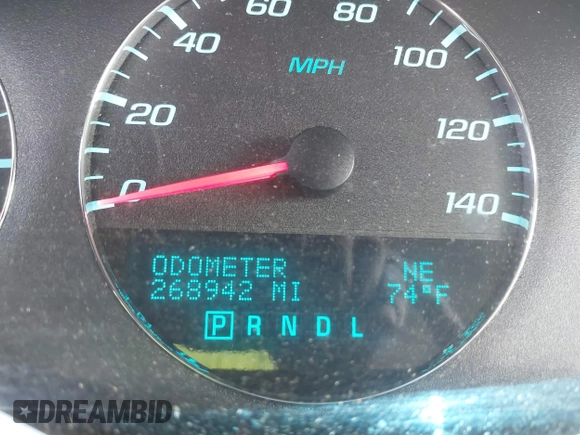 60 80
40 100
MPH
20 120
0 140
ODOMETER NE
268942 MI 74°F
P R N D L
DREAMBID